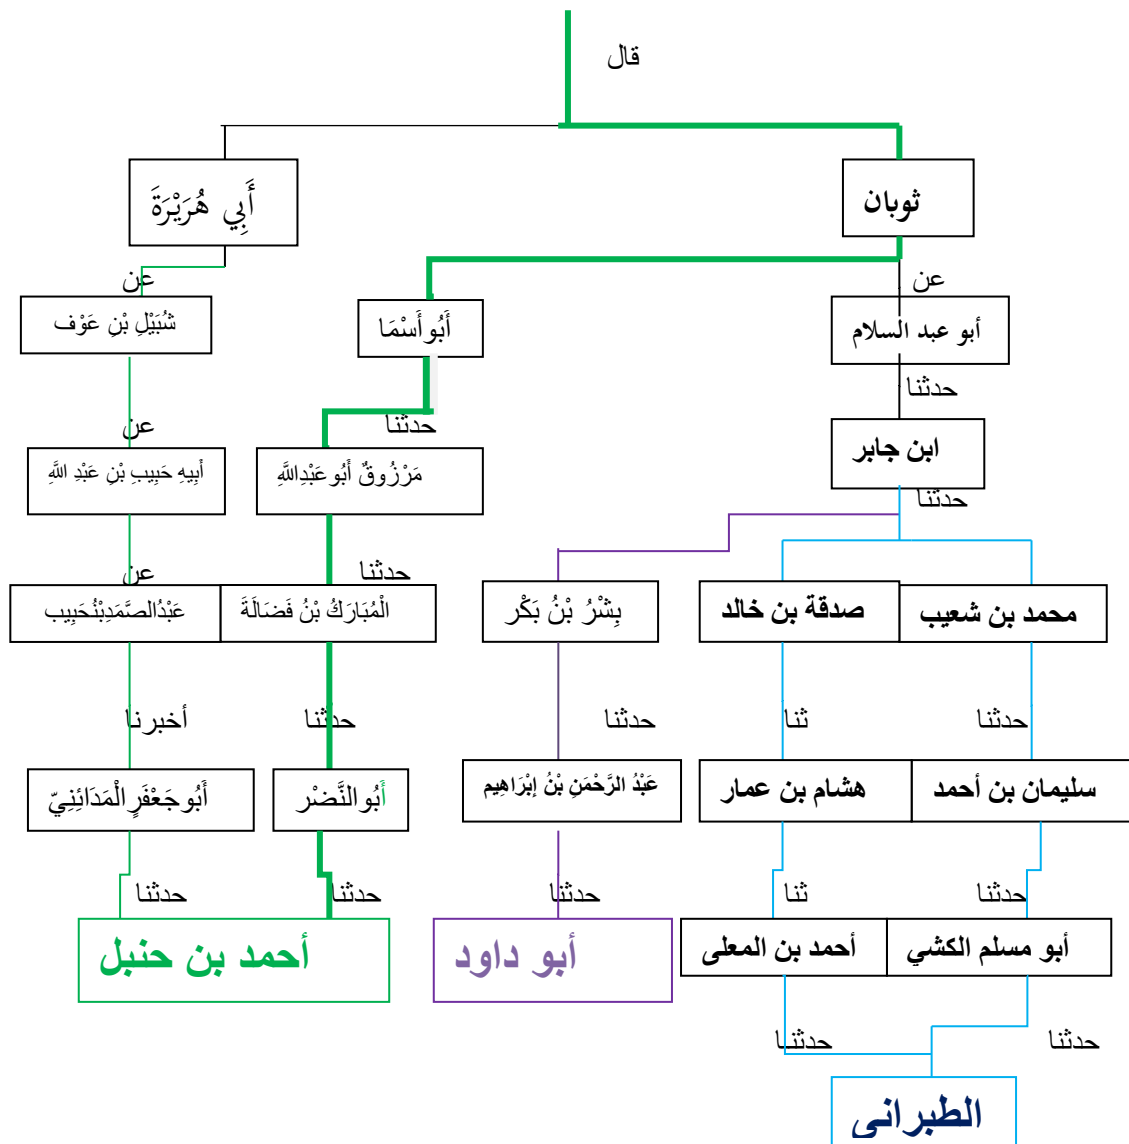 قال
ثوبان
أَبِي هُرَيْرَةَ
عن
عن
أبو عبد السلام
أَبُو أَسْمَا
شُبَيْلِ بْنِ عَوْف
حدثنا
حدثنا
عن
ابن جابر
مَرْزُوقٌ أَبُو عَبْدِاللَّهِ
أَبِيهِ حَبِيبِ بْنِ عَبْدِ اللَّهِ
حدثنا
حدثنا
عن
محمد بن شعيب
صدقة بن خالد
بِشْرُ بْنُ بَكْر
الْمُبَارَكُ بْنُ فَضَالَةَ
عَبْدُالصَّمَدِبْنُحَبِيب
حدثنا
ثنا
حدثنا
حدثنا
أخبرنا
سليمان بن أحمد
هشام بن عمار
عَبْدُ الرَّحْمَنِ بْنُ إبْرَاهِيم
أَبُو النَّضْر
أَبُو جَعْفَرٍ الْمَدَائِنِيّ
حدثنا
ثنا
حدثنا
حدثنا
حدثنا
أبو مسلم الكشي
أحمد بن المعلى
أبو داود
أحمد بن حنبل
حدثنا
حدثنا
الطبراني